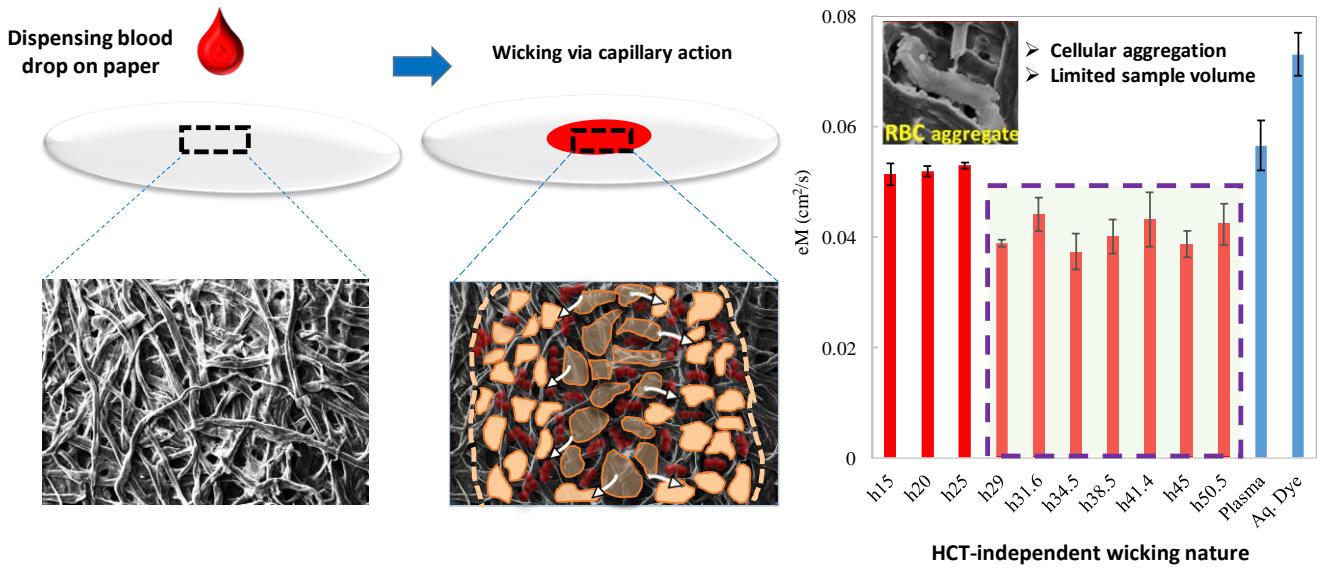 Dispensing blood
drop on paper
Wicking via capillary action
RBC aggregate
➢ Cellular aggregation
➢ Limited sample volume
eM (cm²/s)
0.08
0.06
0.04
0.02
0
h15
h20
h25
h29
h31.6
h34.5
h38.5
h41.4
h45
h50.5
Plasma
Aq. Dye
HCT-independent wicking nature